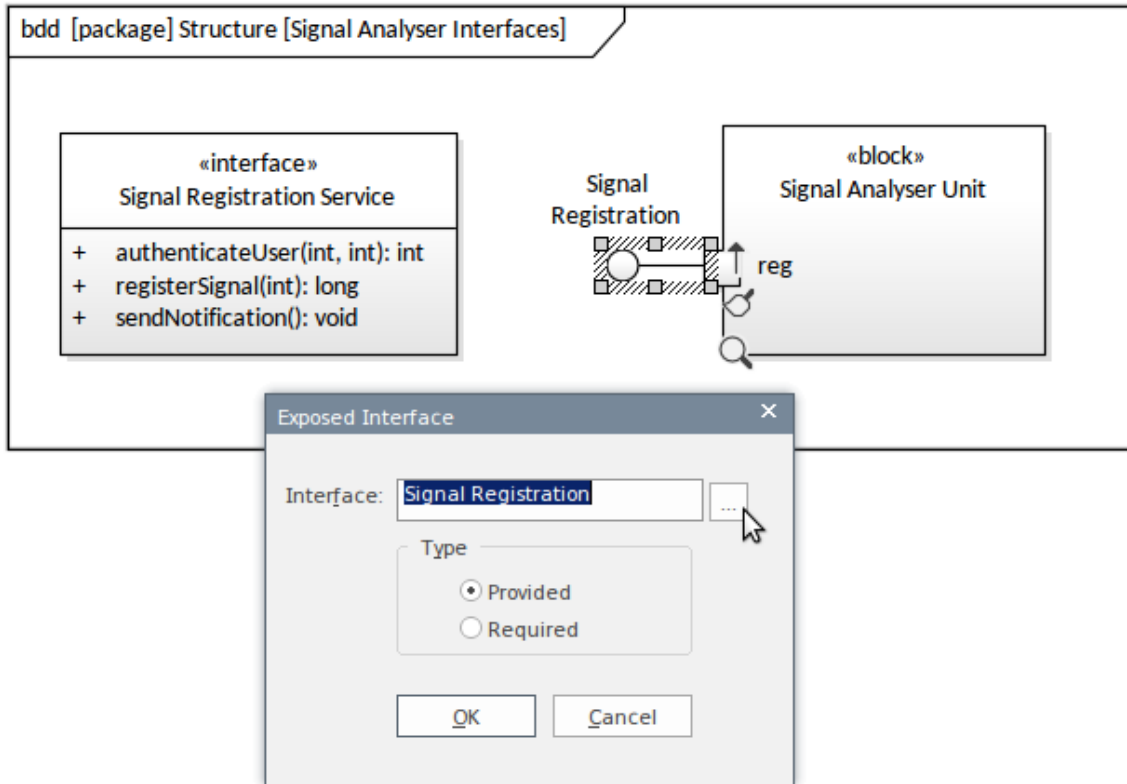 bdd [package] Structure [Signal Analyser Interfaces]
«interface»
Signal Registration Service
+ authenticateUser(int, int): int
+ registerSignal(int): long
+ sendNotification(): void
Signal
Registration
«block»
Signal Analyser Unit
reg
Exposed Interface
Interface: Signal Registration ...
Type
Provided
Required
OK Cancel